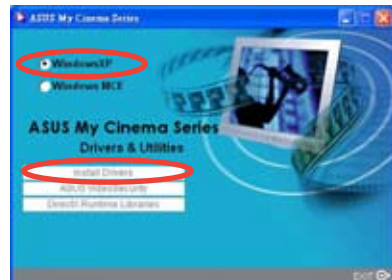 ASUS My Cinema Series
WindowsXP
Windows MCE
ASUS My Cinema Series
Drivers & Utilities
Install Drivers
ASUS VideoSecurity
DirectX Runtime Libraries
Exit